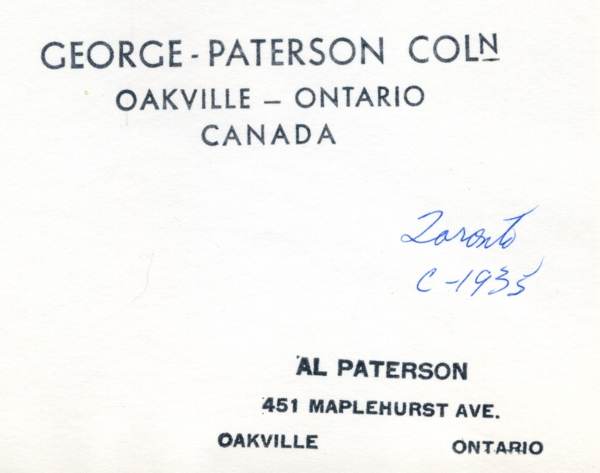 GEORGE-PATERSON COLN
OAKVILLE — ONTARIO
CANADA
Toronto
C-1935
AL PATERSON
451 MAPLEHURST AVE.
OAKVILLE ONTARIO